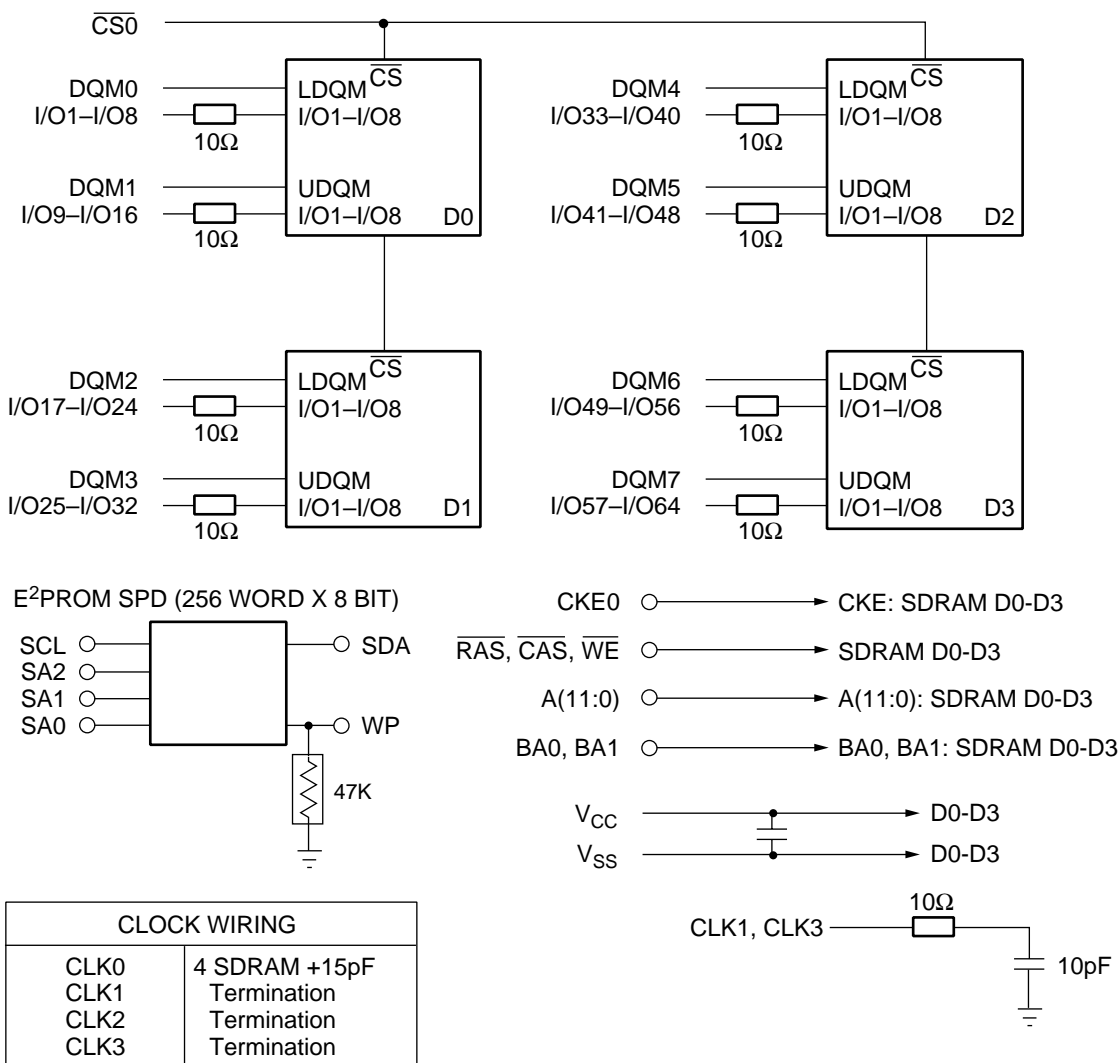 CS0
CS
DQM0 LDQM
I/O1–I/O8 I/O1–I/O8
10Ω
DQM1 UDQM
I/O9–I/O16 I/O1–I/O8 D0
10Ω
CS
DQM4 LDQM
I/O33–I/O40 I/O1–I/O8
10Ω
DQM5 UDQM
I/O41–I/O48 I/O1–I/O8 D2
10Ω
CS
DQM2 LDQM
I/O17–I/O24 I/O1–I/O8
10Ω
DQM3 UDQM
I/O25–I/O32 I/O1–I/O8 D1
10Ω
CS
DQM6 LDQM
I/O49–I/O56 I/O1–I/O8
10Ω
DQM7 UDQM
I/O57–I/O64 I/O1–I/O8 D3
10Ω
E2PROM SPD (256 WORD X 8 BIT)
SCL SDA
SA2
SA1
SA0 WP
47K
CKE0 CKE: SDRAM D0-D3
RAS, CAS, WE SDRAM D0-D3
A(11:0) A(11:0): SDRAM D0-D3
BA0, BA1 BA0, BA1: SDRAM D0-D3
VCC D0-D3
VSS D0-D3
10Ω
CLK1, CLK3
10pF
CLOCK WIRING
CLK0 4 SDRAM +15pF
CLK1 Termination
CLK2 Termination
CLK3 Termination